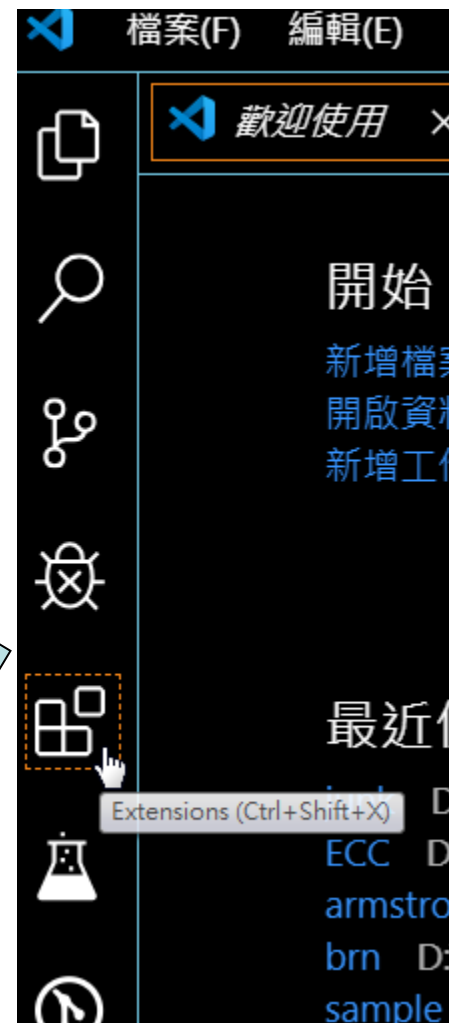 檔案(F) 編輯(E)
歡迎使用
開始
新增檔
開啟資
新增工
最近
D
Extensions (Ctrl+Shift+X)
ECC D
armstro
brn D:
sample